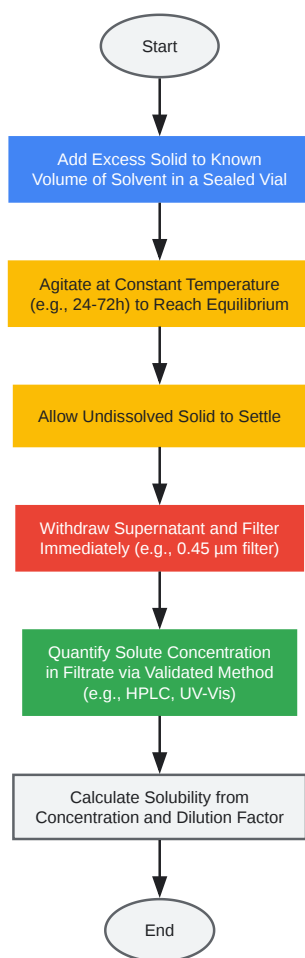 Start
Add Excess Solid to Known
Volume of Solvent in a Sealed Vial
Agitate at Constant Temperature
(e.g., 24-72h) to Reach Equilibrium
Allow Undissolved Solid to Settle
Withdraw Supernatant and Filter
Immediately (e.g., 0.45 µm filter)
Quantify Solute Concentration
in Filtrate via Validated Method
(e.g., HPLC, UV-Vis)
Calculate Solubility from
Concentration and Dilution Factor
End